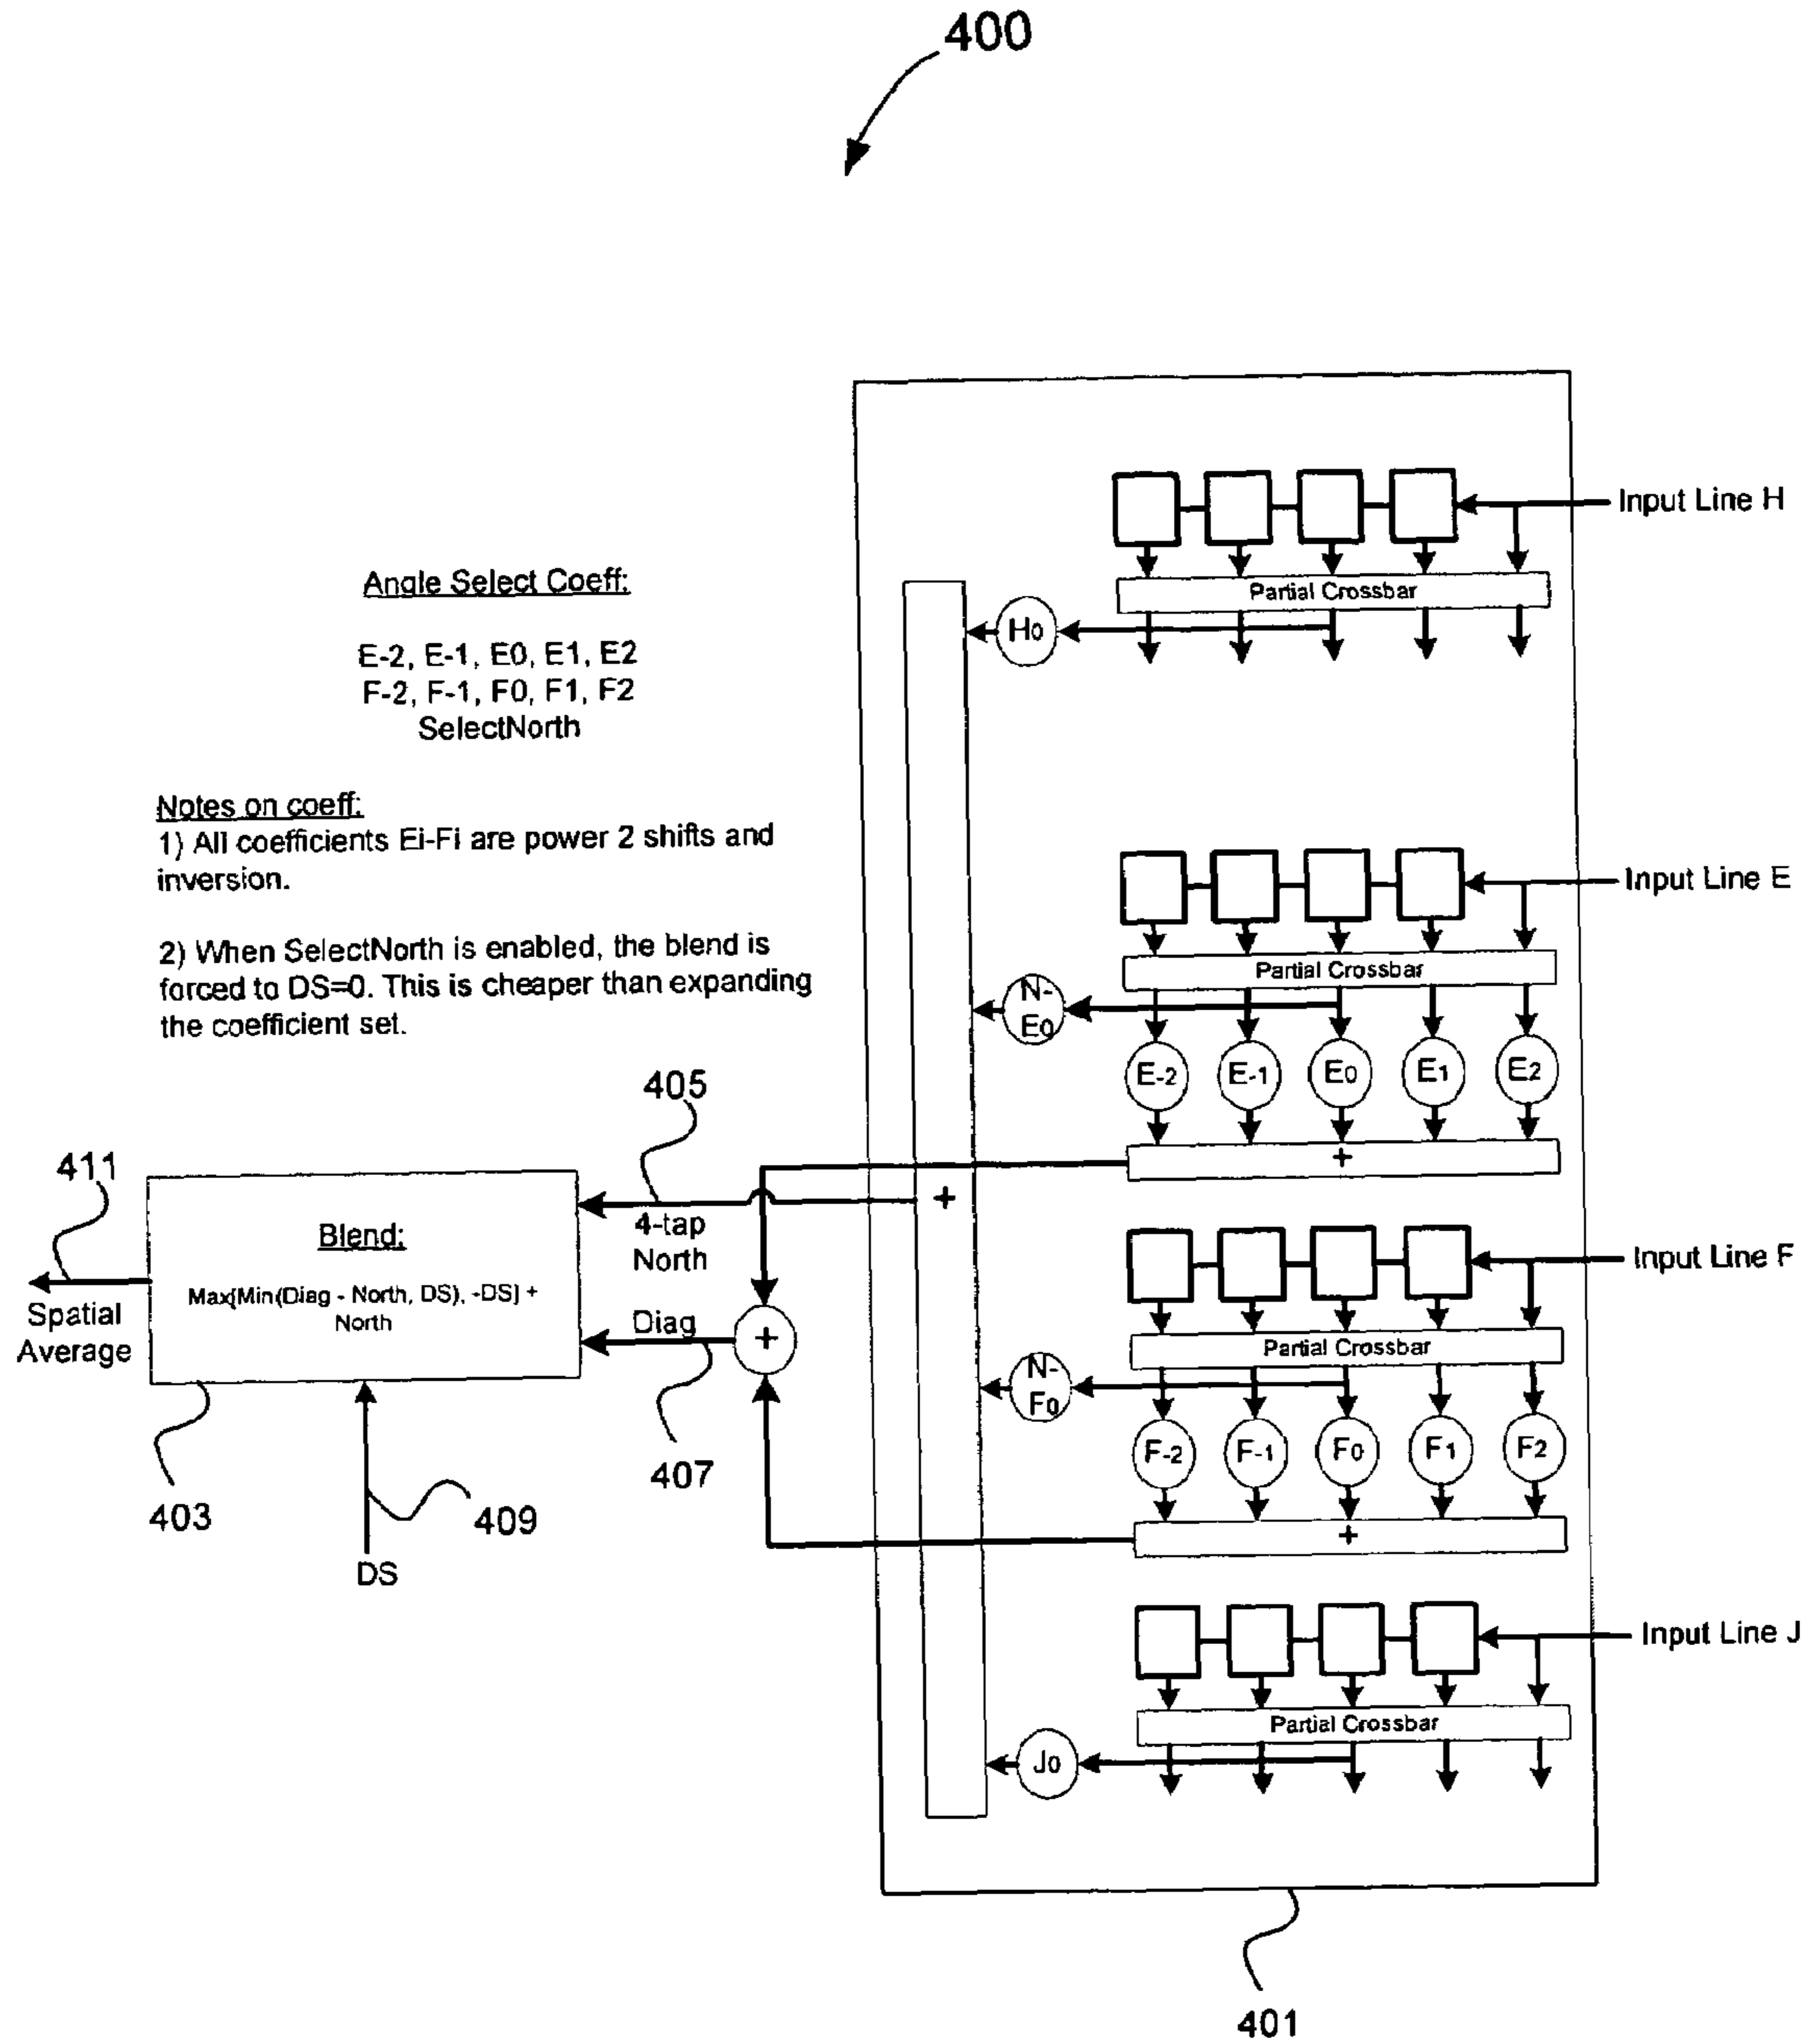 400
Input Line H
Partial Crossbar
H0
Angle Select Coeff:
E-2, E-1, E0, E1, E2
F-2, F-1, F0, F1, F2
SelectNorth
Notes on coeff:
1) All coefficients Ei-Fi are power 2 shifts and
inversion.
2) When SelectNorth is enabled, the blend is
forced to DS=0. This is cheaper than expanding
the coefficient set.
Input Line E
Partial Crossbar
N-
E0
E-2 E-1 E0 E1 E2
+
405
411
4-tap
North
+
Blend:
Max[Min(Diag - North, DS), -DS] +
North
Spatial
Average
Diag
+
407
403
409
DS
Input Line F
Partial Crossbar
N-
F0
F-2 F-1 F0 F1 F2
+
Input Line J
Partial Crossbar
J0
401